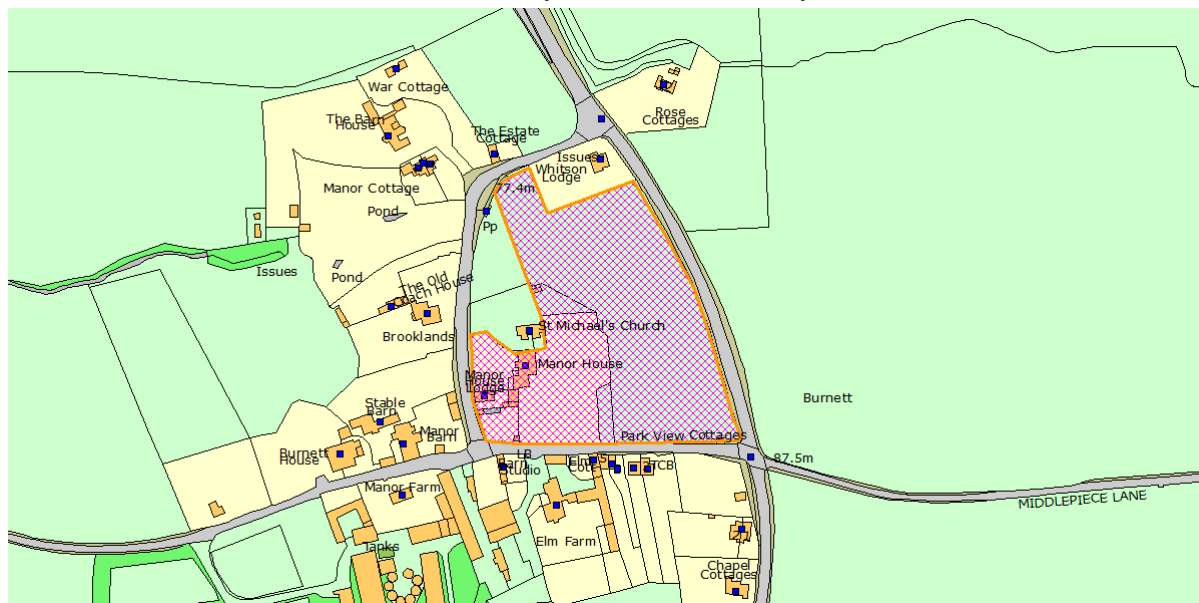 War Cottage
The Barn
House
Rose
Cottages
The Estate
Cottage
Issues
Whitson
Lodge
77.4m
Manor Cottage
Pond
Pp
Issues
Pond
The Old
Coach House
Brooklands
St Michael's Church
Manor House
Manor
House
Lodge
Burnett
Stable
Barn
Manor
Barn
Park View Cottages
Burnett
House
LB
Barn
Studio
Elm
Cott
TCB
87.5m
Manor Farm
MIDDLEPIECE LANE
Elm Farm
Tanks
Chapel
Cottages